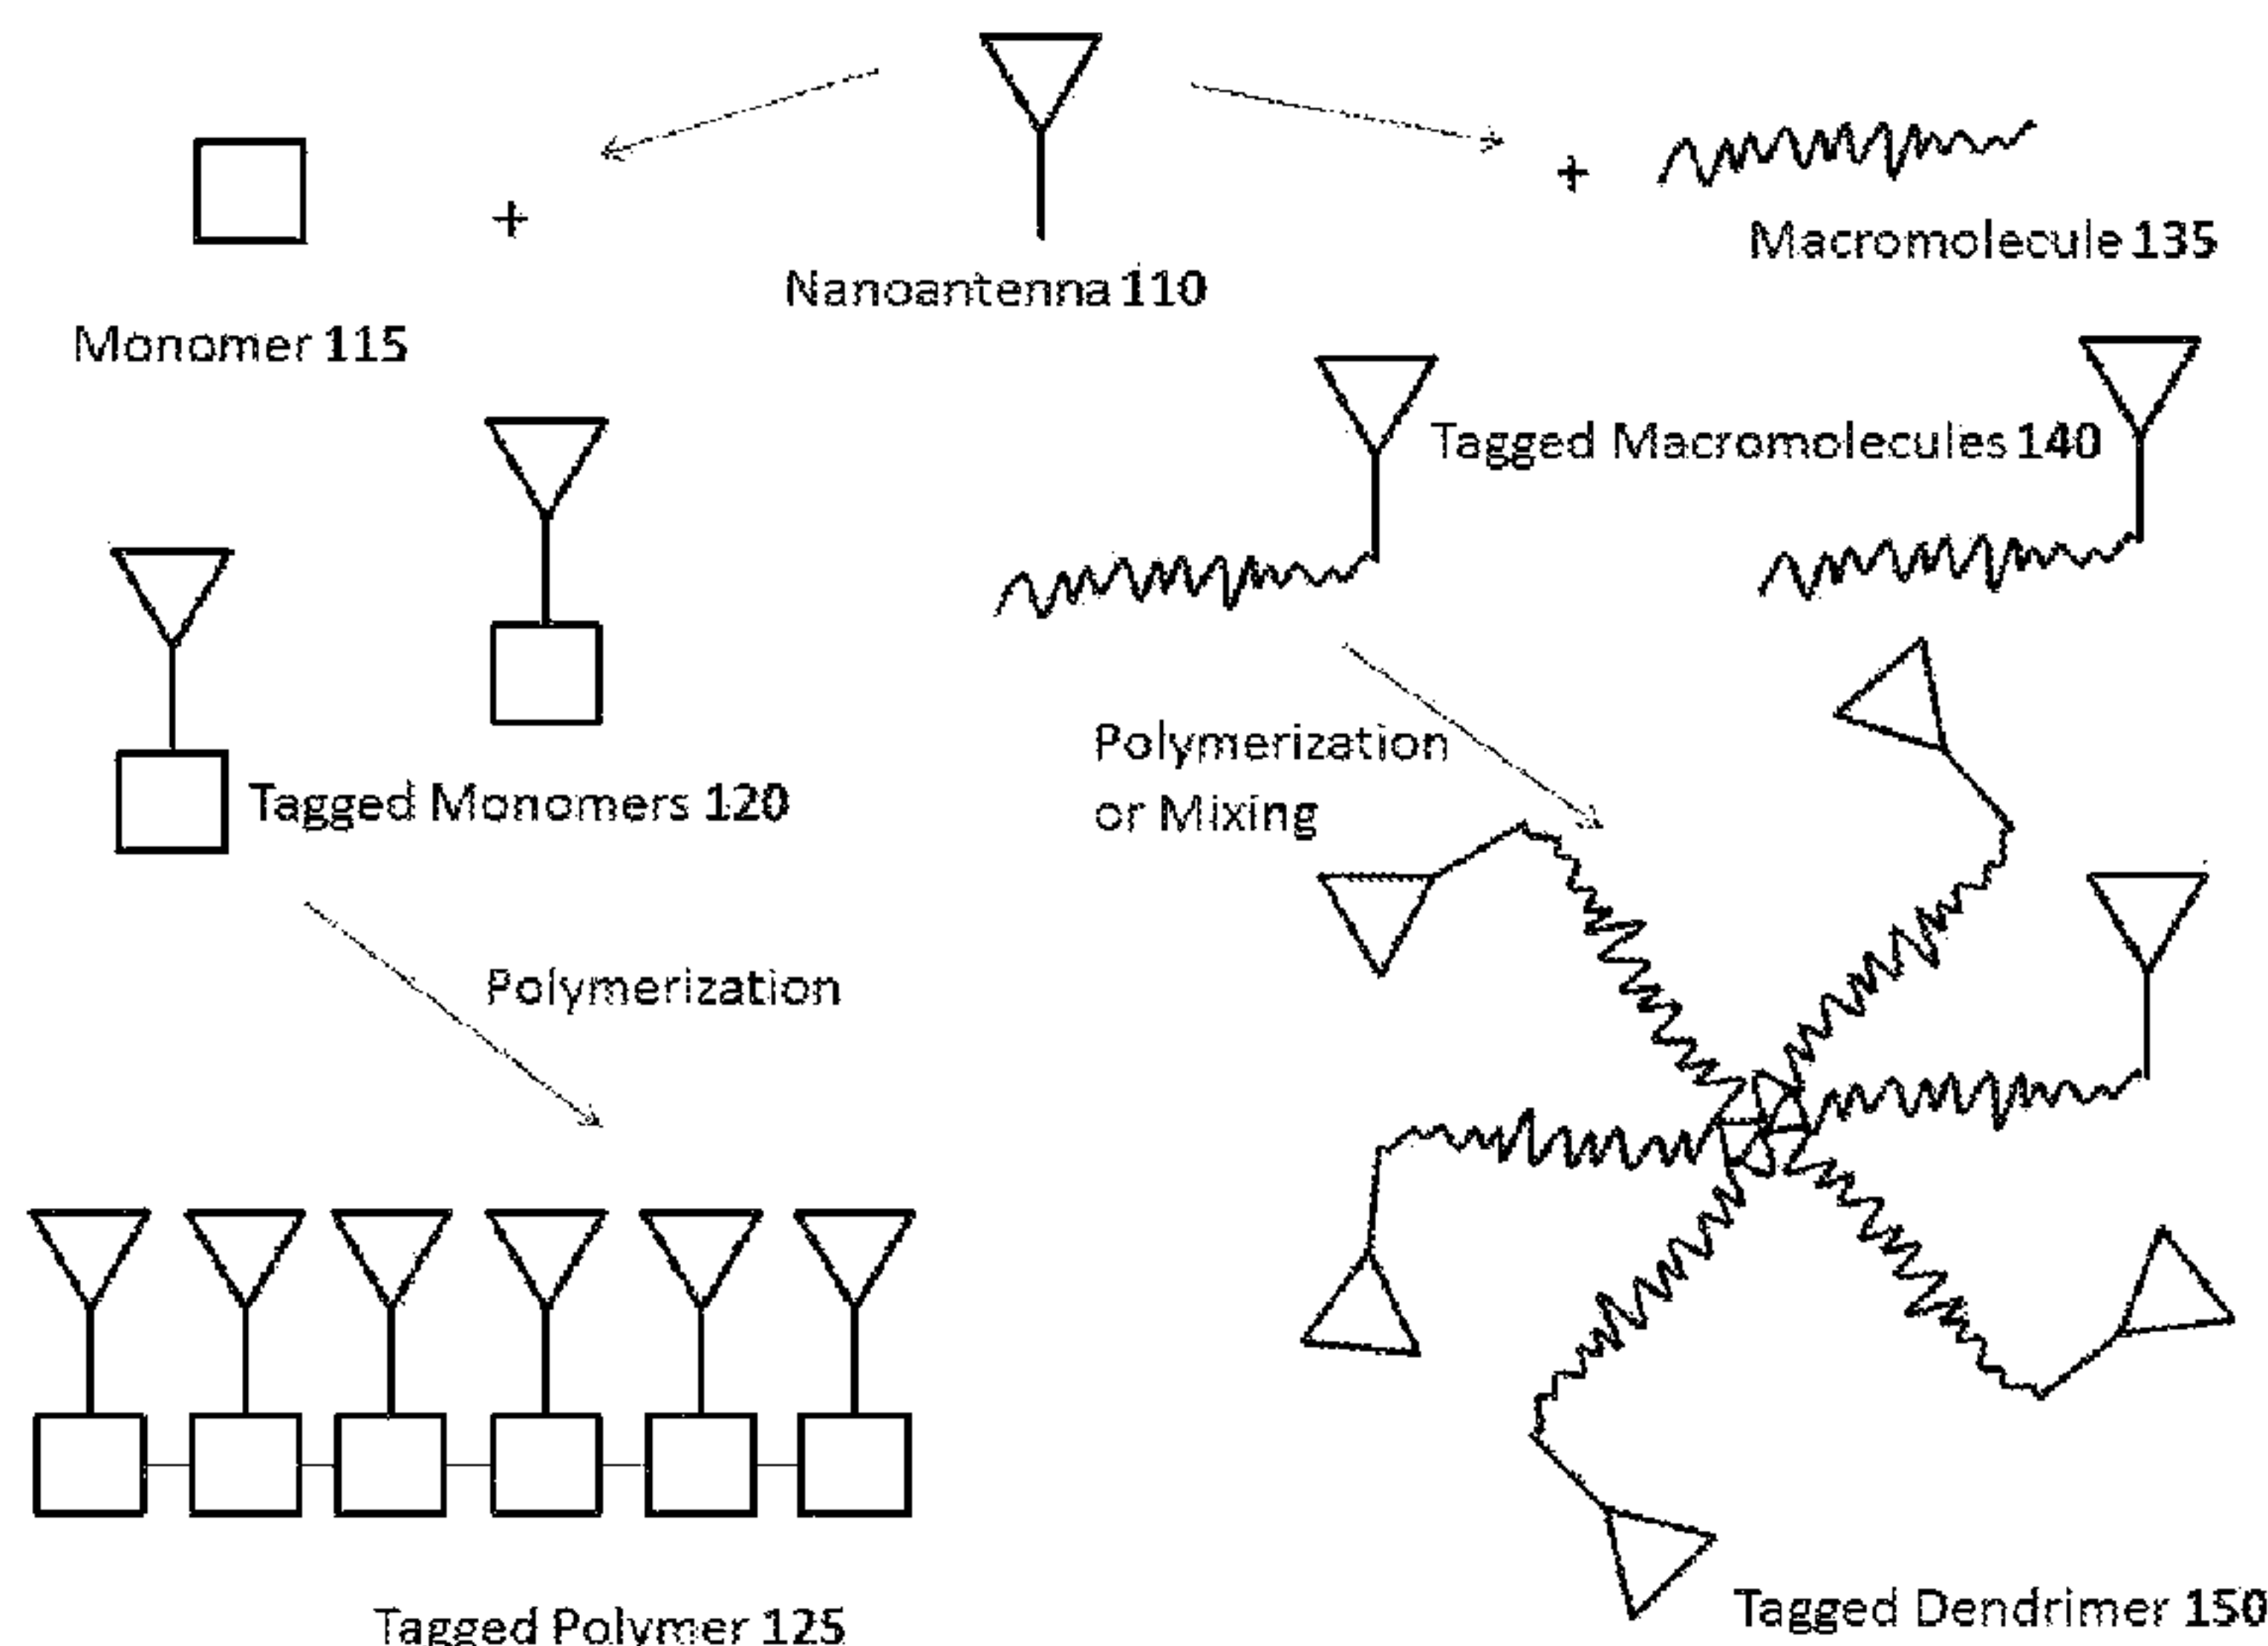 +
+
Macromolecule 135
Nanoantenna 110
Monomer 115
Tagged Macromolecules 140
Polymerization
or Mixing
Tagged Monomers 120
Polymerization
Tagged Dendrimer 150
Tagged Polymer 125